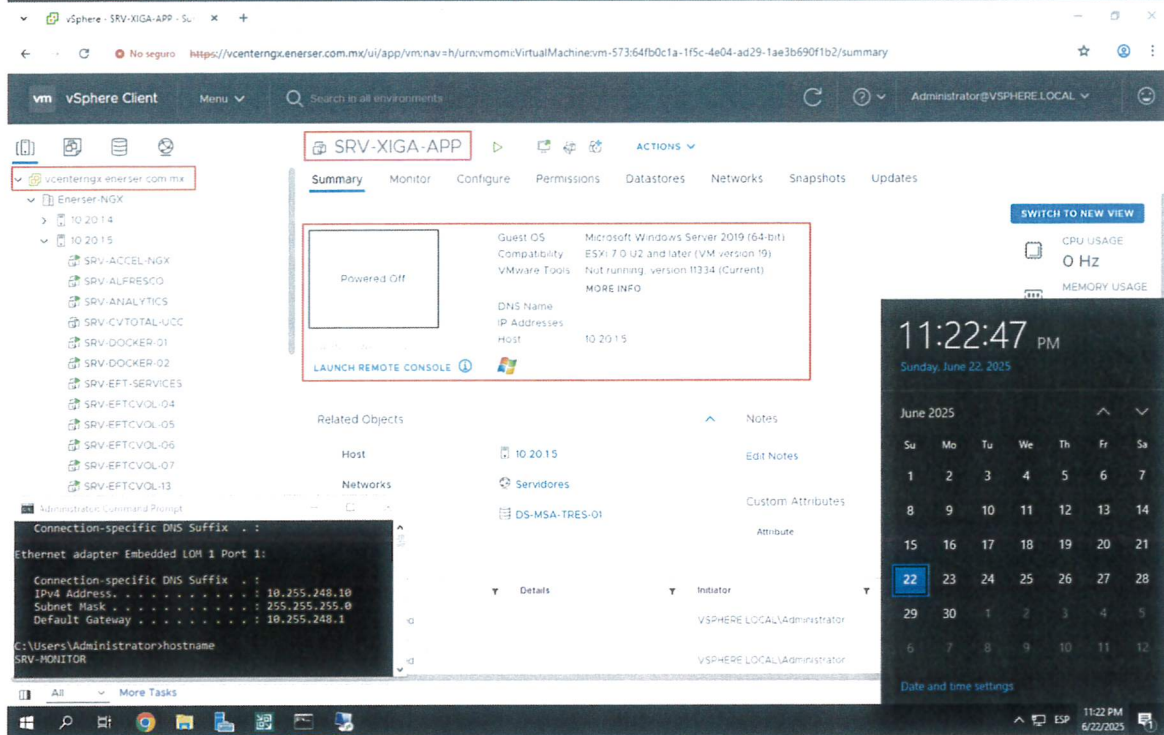 vSphere - SRV-XIGA-APP - Su
No seguro https://vcenterngx.enerser.com.mx/ui/app/vm;nav=h/urn:vmomi:VirtualMachine:vm-573:64fb0c1a-1f5c-4e04-ad29-1ae3b690f1b2/summary
vm vSphere Client Menu Search in all environments Administrator@VSPHERE.LOCAL
SRV-XIGA-APP ACTIONS
vcenterngx.enerser.com.mx
Enerser-NGX
10.20.1.4
10.20.1.5
SRV-ACCEL-NGX
SRV-ALFRESCO
SRV-ANALYTICS
SRV-CVTOTAL-UCC
SRV-DOCKER-01
SRV-DOCKER-02
SRV-EFT-SERVICES
SRV-EFTCVOL-04
SRV-EFTCVOL-05
SRV-EFTCVOL-06
SRV-EFTCVOL-07
SRV-EFTCVOL-13
Summary Monitor Configure Permissions Datastores Networks Snapshots Updates
SWITCH TO NEW VIEW
Powered Off
Guest OS Microsoft Windows Server 2019 (64-bit)
Compatibility ESXi 7.0 U2 and later (VM version 19)
VMware Tools Not running, version:11334 (Current)
MORE INFO
DNS Name
IP Addresses
Host 10.20.1.5
LAUNCH REMOTE CONSOLE
CPU USAGE
0 Hz
MEMORY USAGE
Related Objects
Host 10.20.1.5
Networks Servidores
DS-MSA-TRES-01
Notes
Edit Notes
Custom Attributes
Attribute
Details Initiator
VSPHERE.LOCAL\Administrator
VSPHERE.LOCAL\Administrator
Administrator: Command Prompt
Connection-specific DNS Suffix . :
Ethernet adapter Embedded LOM 1 Port 1:
Connection-specific DNS Suffix . :
IPv4 Address. . . . . . . . . . . : 10.255.248.10
Subnet Mask . . . . . . . . . . . : 255.255.255.0
Default Gateway . . . . . . . . . : 10.255.248.1
C:\Users\Administrator>hostname
SRV-MONITOR
All More Tasks
11:22:47 PM
Sunday, June 22, 2025
June 2025
Su Mo Tu We Th Fr Sa
1 2 3 4 5 6 7
8 9 10 11 12 13 14
15 16 17 18 19 20 21
22 23 24 25 26 27 28
29 30 1 2 3 4 5
6 7 8 9 10 11 12
Date and time settings
ESP
11:22 PM
6/22/2025
1